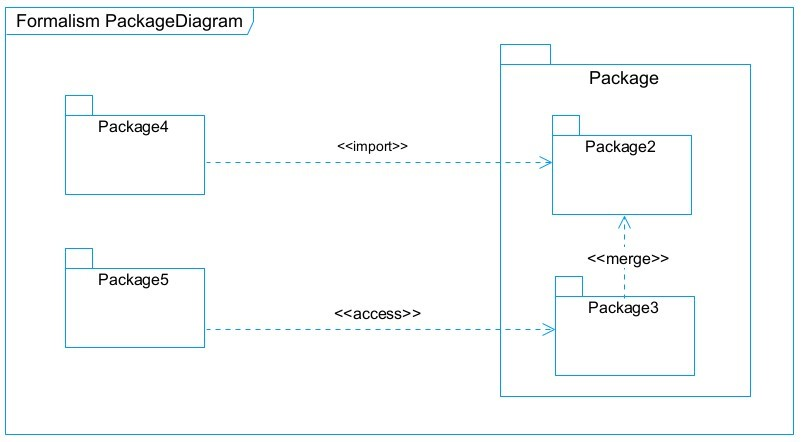 Formalism PackageDiagram
Package
Package4
<<import>>
Package2
<<merge>>
Package5
<<access>>
Package3